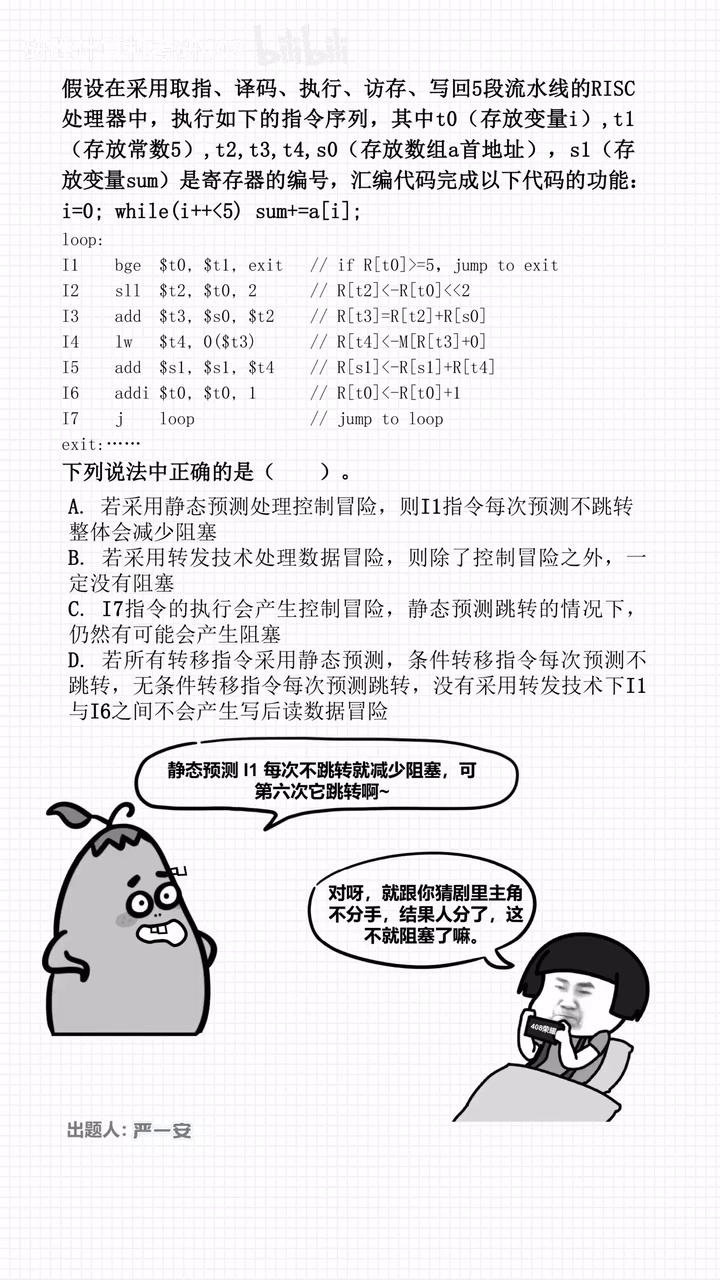 bilibili
假设在采用取指、译码、执行、访存、写回5段流水线的RISC
处理器中，执行如下的指令序列，其中t0（存放变量i）,t1
（存放常数5）,t2,t3,t4,s0（存放数组a首地址），s1（存
放变量sum）是寄存器的编号，汇编代码完成以下代码的功能：
i=0; while(i++<5) sum+=a[i];
loop:
I1 bge $t0, $t1, exit // if R[t0]>=5, jump to exit
I2 sll $t2, $t0, 2 // R[t2]<-R[t0]<<2
I3 add $t3, $s0, $t2 // R[t3]=R[t2]+R[s0]
I4 lw $t4, 0($t3) // R[t4]<-M[R[t3]+0]
I5 add $s1, $s1, $t4 // R[s1]<-R[s1]+R[t4]
I6 addi $t0, $t0, 1 // R[t0]<-R[t0]+1
I7 j loop // jump to loop
exit:……
下列说法中正确的是（ ）。
A. 若采用静态预测处理控制冒险，则I1指令每次预测不跳转
整体会减少阻塞
B. 若采用转发技术处理数据冒险，则除了控制冒险之外，一
定没有阻塞
C. I7指令的执行会产生控制冒险，静态预测跳转的情况下，
仍然有可能会产生阻塞
D. 若所有转移指令采用静态预测，条件转移指令每次预测不
跳转，无条件转移指令每次预测跳转，没有采用转发技术下I1
与I6之间不会产生写后读数据冒险
静态预测 I1 每次不跳转就减少阻塞，可
第六次它跳转啊~
对呀，就跟你猜剧里主角
不分手，结果人分了，这
不就阻塞了嘛。
出题人：严一安